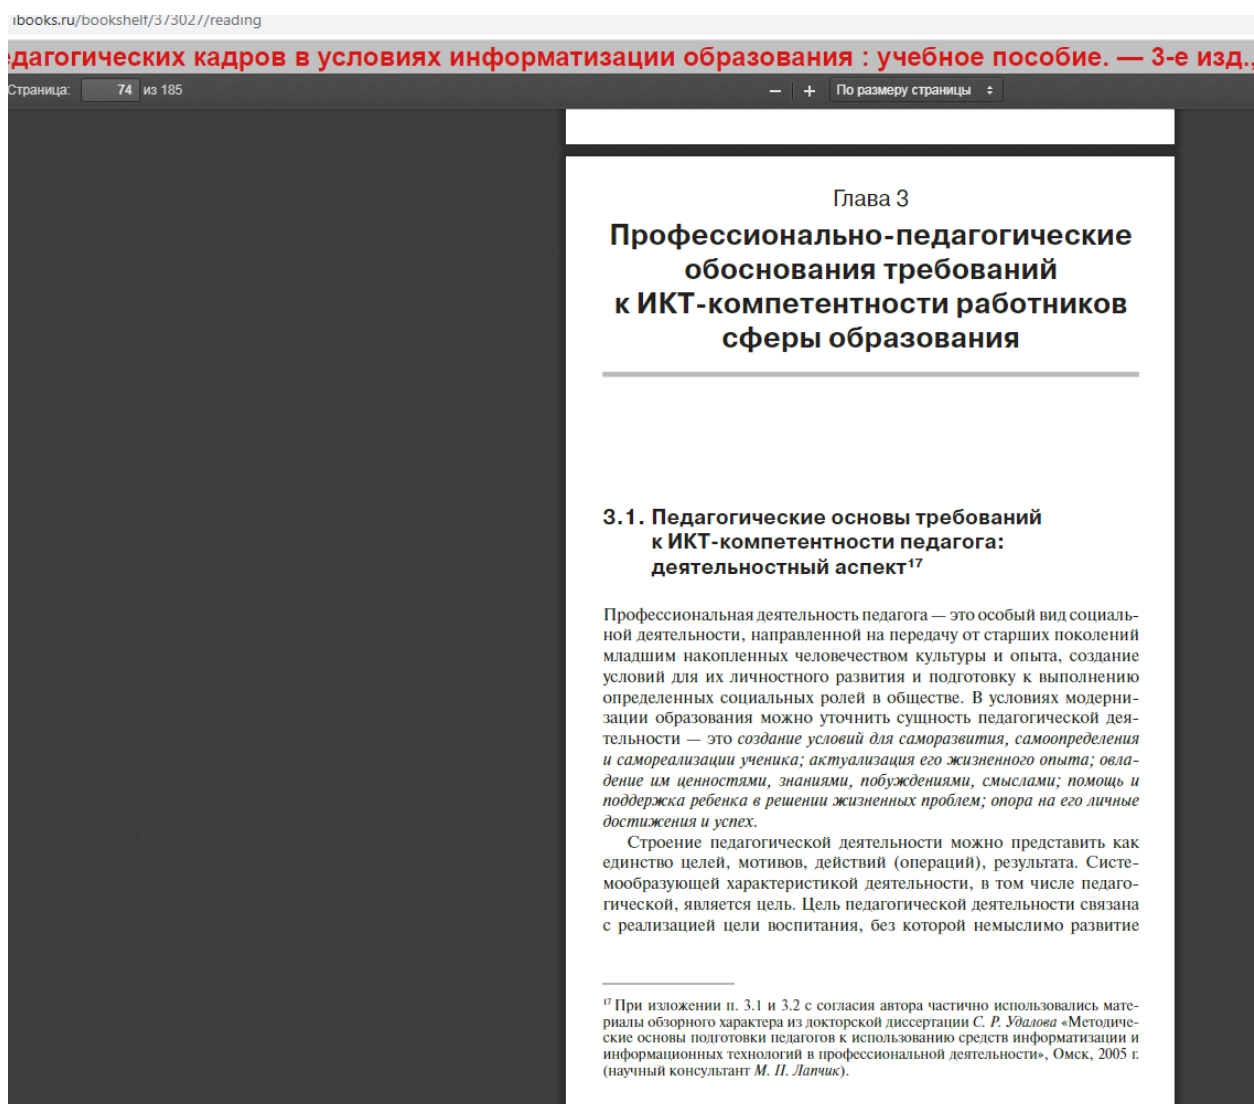 ibooks.ru/bookshelf/373027/reading
едагогических кадров в условиях информатизации образования : учебное пособие. — 3-е изд.,
Страница: 74 из 185 − + По размеру страницы
Глава 3
Профессионально-педагогические
обоснования требований
к ИКТ-компетентности работников
сферы образования
3.1. Педагогические основы требований
к ИКТ-компетентности педагога:
деятельностный аспект¹⁷
Профессиональная деятельность педагога — это особый вид социаль-
ной деятельности, направленной на передачу от старших поколений
младшим накопленных человечеством культуры и опыта, создание
условий для их личностного развития и подготовку к выполнению
определенных социальных ролей в обществе. В условиях модерни-
зации образования можно уточнить сущность педагогической дея-
тельности — это создание условий для саморазвития, самоопределения
и самореализации ученика; актуализация его жизненного опыта; овла-
дение им ценностями, знаниями, побуждениями, смыслами; помощь и
поддержка ребенка в решении жизненных проблем; опора на его личные
достижения и успех.
Строение педагогической деятельности можно представить как
единство целей, мотивов, действий (операций), результата. Систе-
мообразующей характеристикой деятельности, в том числе педаго-
гической, является цель. Цель педагогической деятельности связана
с реализацией цели воспитания, без которой немыслимо развитие
¹⁷ При изложении п. 3.1 и 3.2 с согласия автора частично использовались мате-
риалы обзорного характера из докторской диссертации С. Р. Удалова «Методиче-
ские основы подготовки педагогов к использованию средств информатизации и
информационных технологий в профессиональной деятельности», Омск, 2005 г.
(научный консультант М. П. Лапчик).